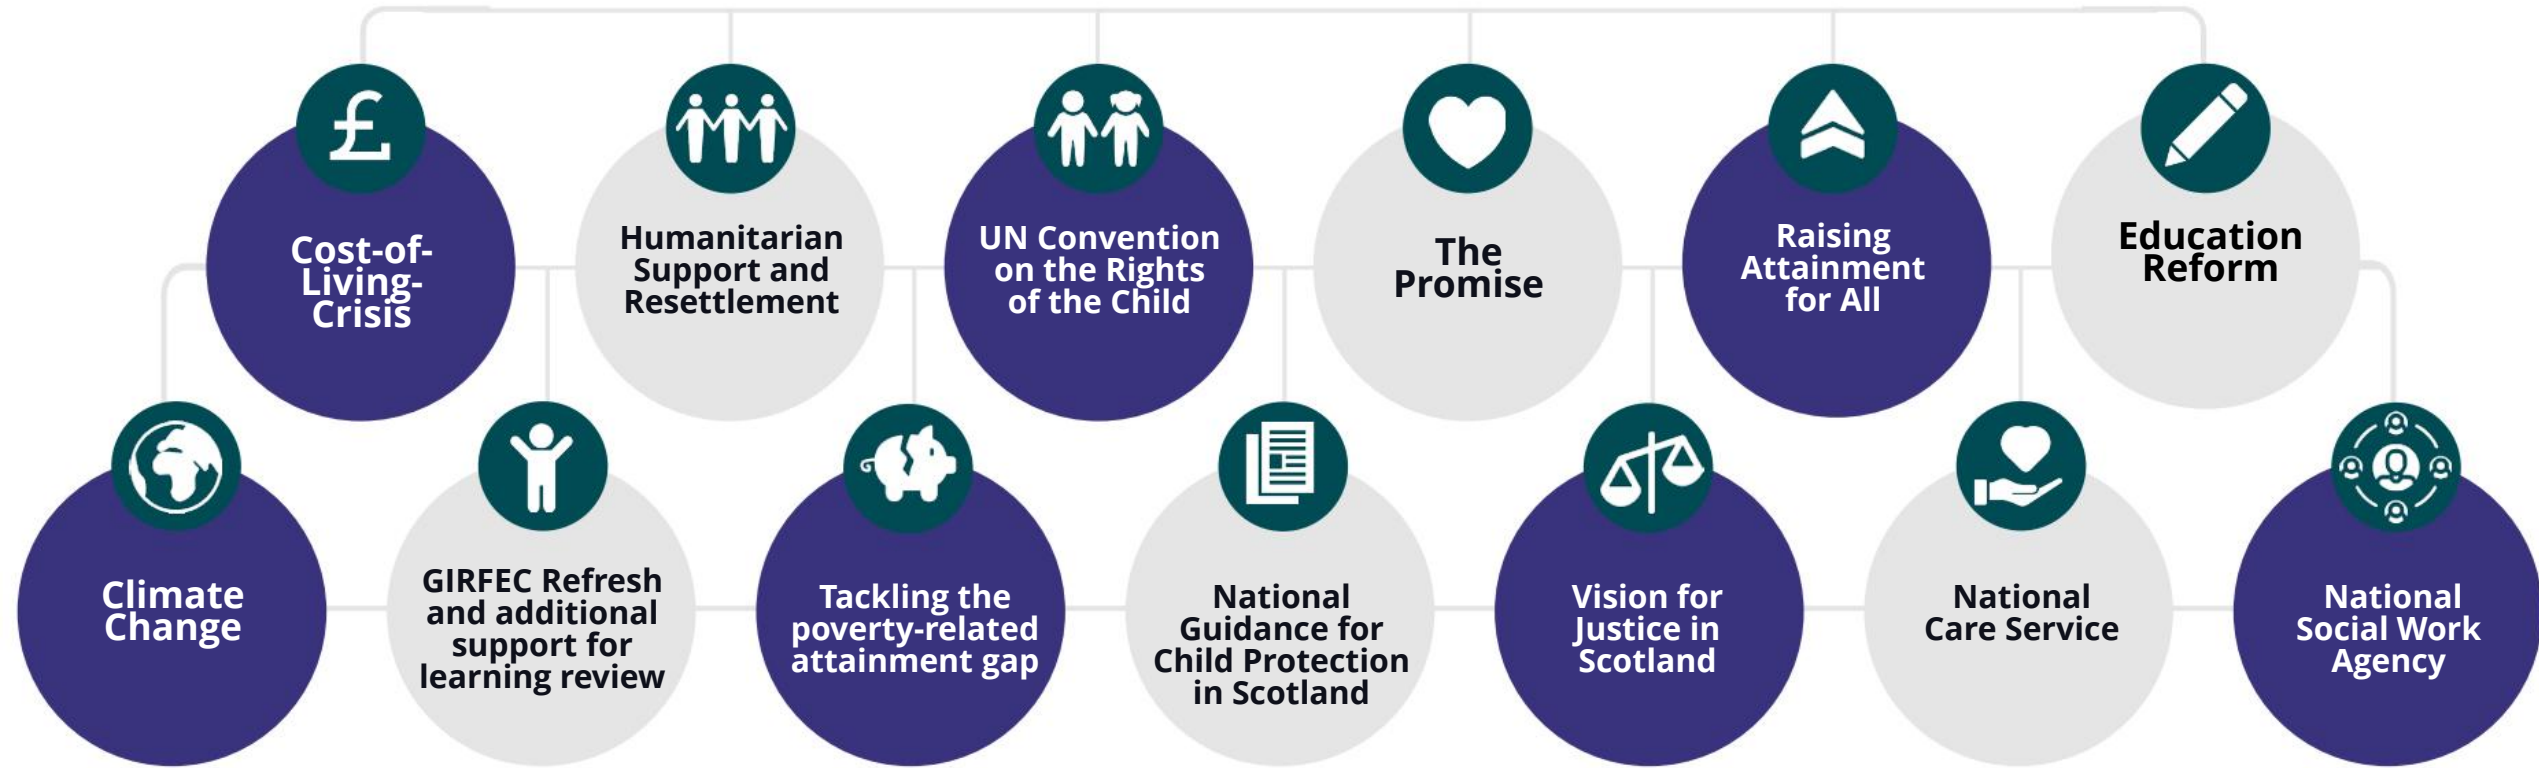 Cost-of-
Living-
Crisis
Humanitarian
Support and
Resettlement
UN Convention
on the Rights
of the Child
The
Promise
Raising
Attainment
for All
Education
Reform
Climate
Change
GIRFEC Refresh
and additional
support for
learning review
Tackling the
poverty-related
attainment gap
National
Guidance for
Child Protection
in Scotland
Vision for
Justice in
Scotland
National
Care Service
National
Social Work
Agency